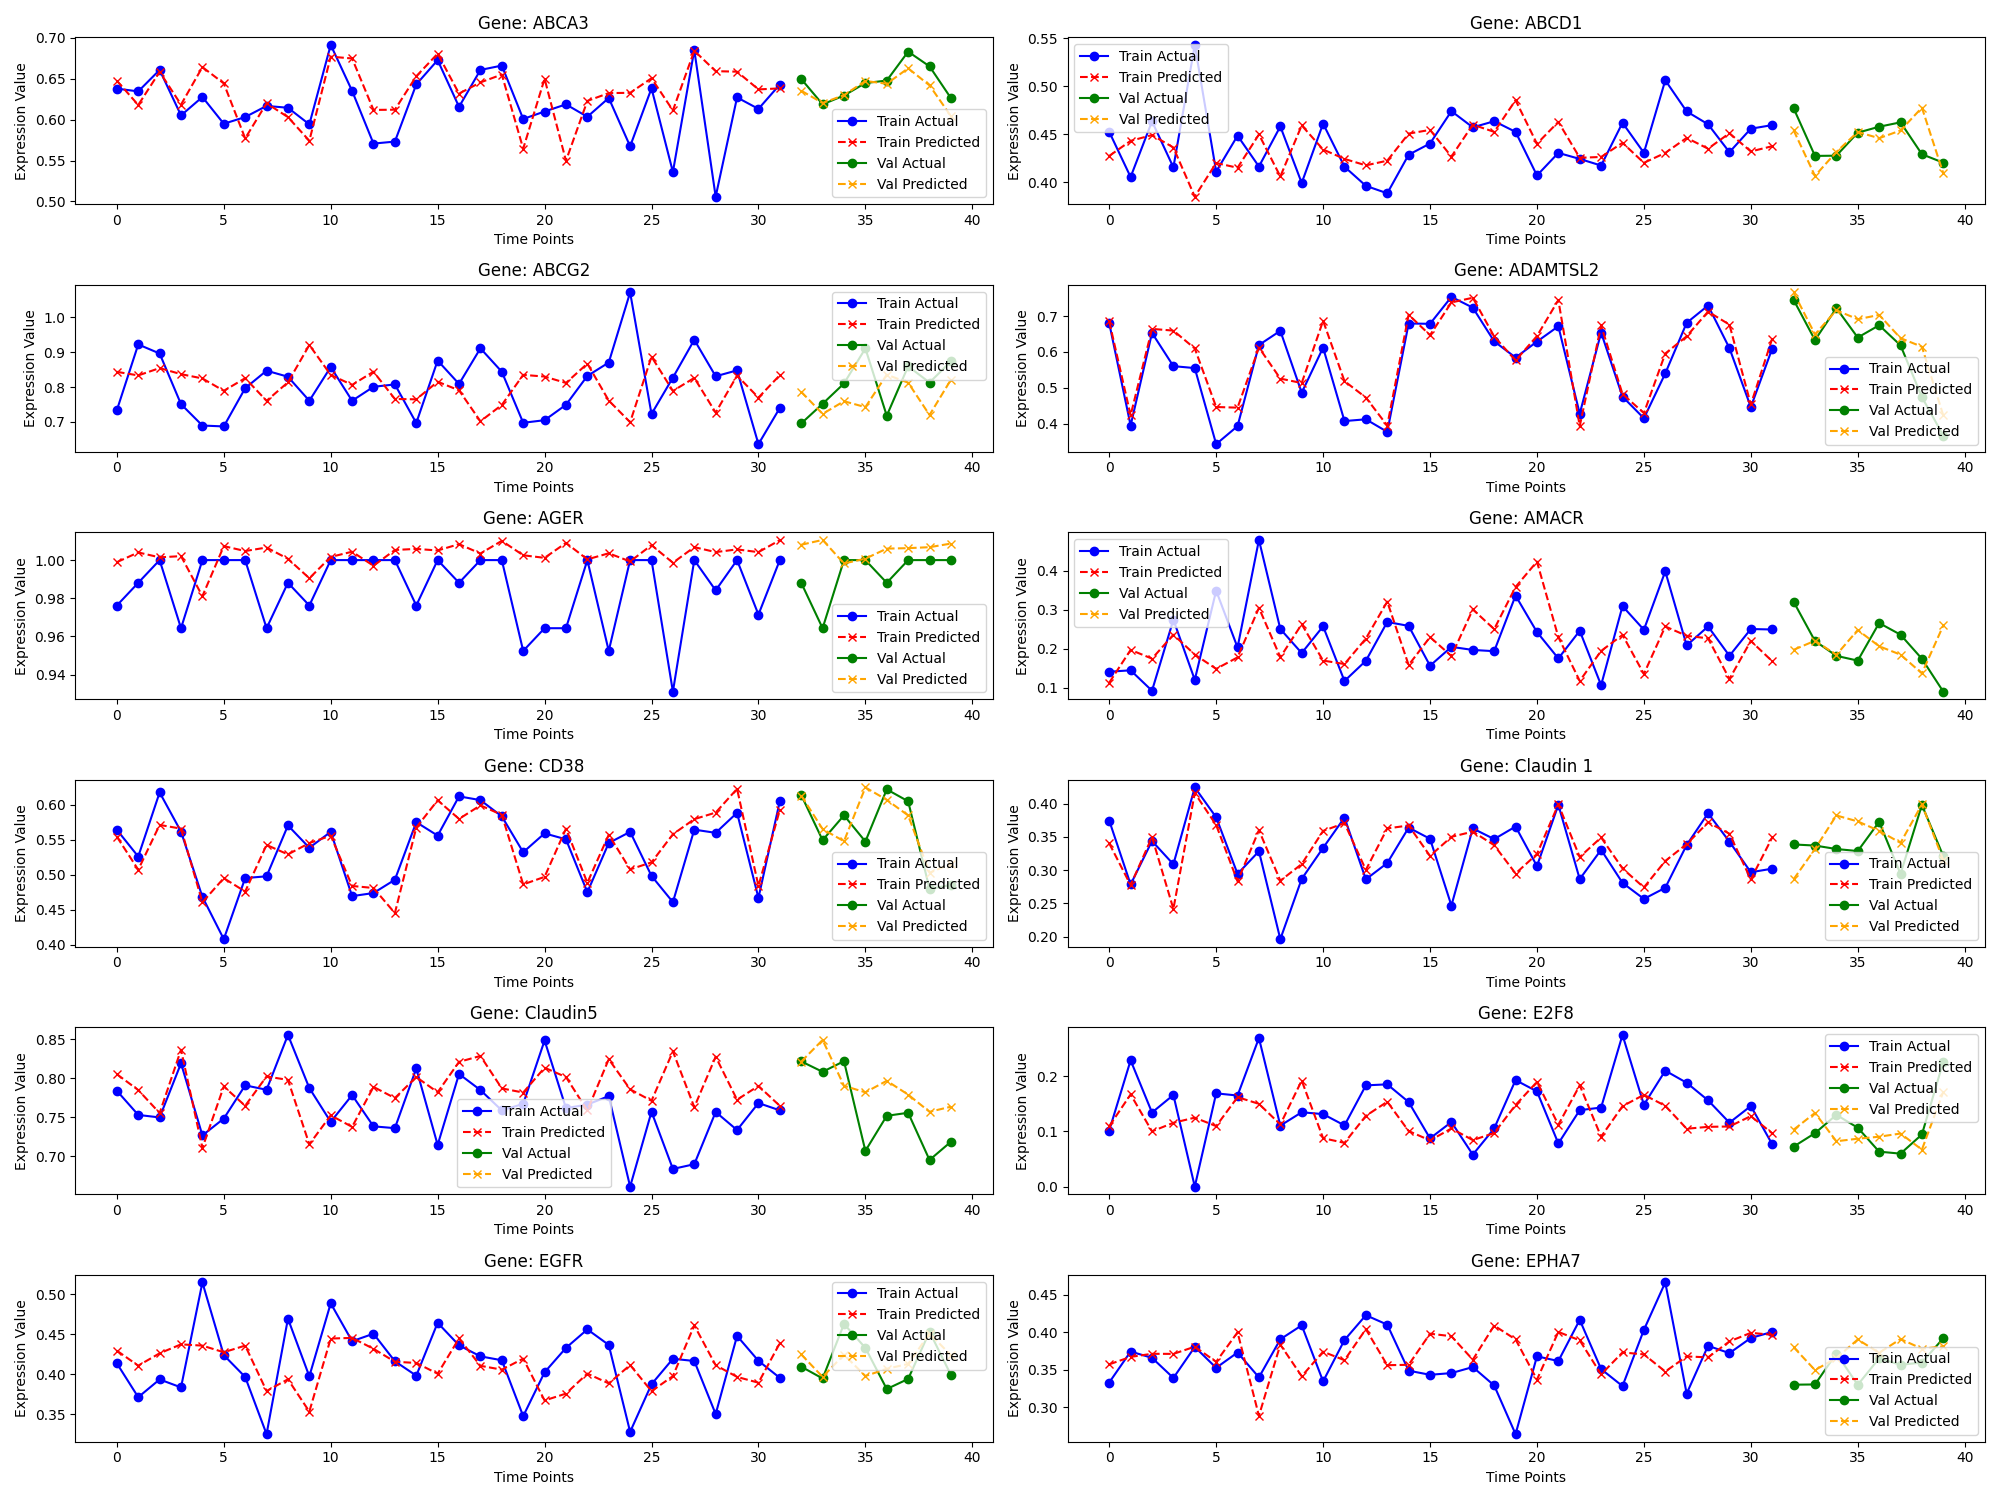 Gene: ABCA3
Expression Value
0.70
0.65
0.60
0.55
0.50
Train Actual
Train Predicted
Val Actual
Val Predicted
0 5 10 15 20 25 30 35 40
Time Points
Gene: ABCD1
Expression Value
0.55
0.50
0.45
0.40
Train Actual
Train Predicted
Val Actual
Val Predicted
0 5 10 15 20 25 30 35 40
Time Points
Gene: ABCG2
Expression Value
1.0
0.9
0.8
0.7
Train Actual
Train Predicted
Val Actual
Val Predicted
0 5 10 15 20 25 30 35 40
Time Points
Gene: ADAMTSL2
Expression Value
0.7
0.6
0.5
0.4
Train Actual
Train Predicted
Val Actual
Val Predicted
0 5 10 15 20 25 30 35 40
Time Points
Gene: AGER
Expression Value
1.00
0.98
0.96
0.94
Train Actual
Train Predicted
Val Actual
Val Predicted
0 5 10 15 20 25 30 35 40
Time Points
Gene: AMACR
Expression Value
0.4
0.3
0.2
0.1
Train Actual
Train Predicted
Val Actual
Val Predicted
0 5 10 15 20 25 30 35 40
Time Points
Gene: CD38
Expression Value
0.60
0.55
0.50
0.45
0.40
Train Actual
Train Predicted
Val Actual
Val Predicted
0 5 10 15 20 25 30 35 40
Time Points
Gene: Claudin 1
Expression Value
0.40
0.35
0.30
0.25
0.20
Train Actual
Train Predicted
Val Actual
Val Predicted
0 5 10 15 20 25 30 35 40
Time Points
Gene: Claudin5
Expression Value
0.85
0.80
0.75
0.70
Train Actual
Train Predicted
Val Actual
Val Predicted
0 5 10 15 20 25 30 35 40
Time Points
Gene: E2F8
Expression Value
0.2
0.1
0.0
Train Actual
Train Predicted
Val Actual
Val Predicted
0 5 10 15 20 25 30 35 40
Time Points
Gene: EGFR
Expression Value
0.50
0.45
0.40
0.35
Train Actual
Train Predicted
Val Actual
Val Predicted
0 5 10 15 20 25 30 35 40
Time Points
Gene: EPHA7
Expression Value
0.45
0.40
0.35
0.30
Train Actual
Train Predicted
Val Actual
Val Predicted
0 5 10 15 20 25 30 35 40
Time Points